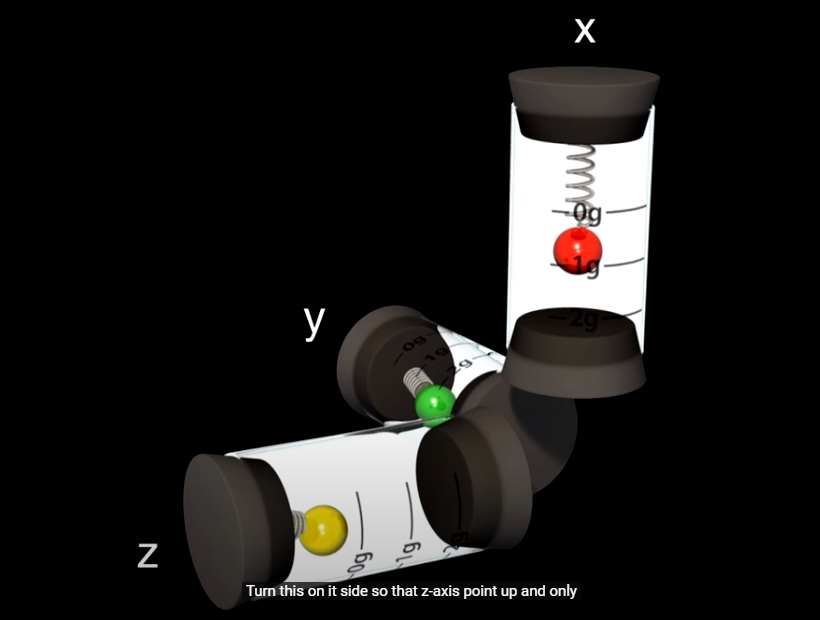 x
-0g
-1g
-2g
y
-0g
-1g
-2g
z
-0g
-1g
-2g
Turn this on it side so that z-axis point up and only